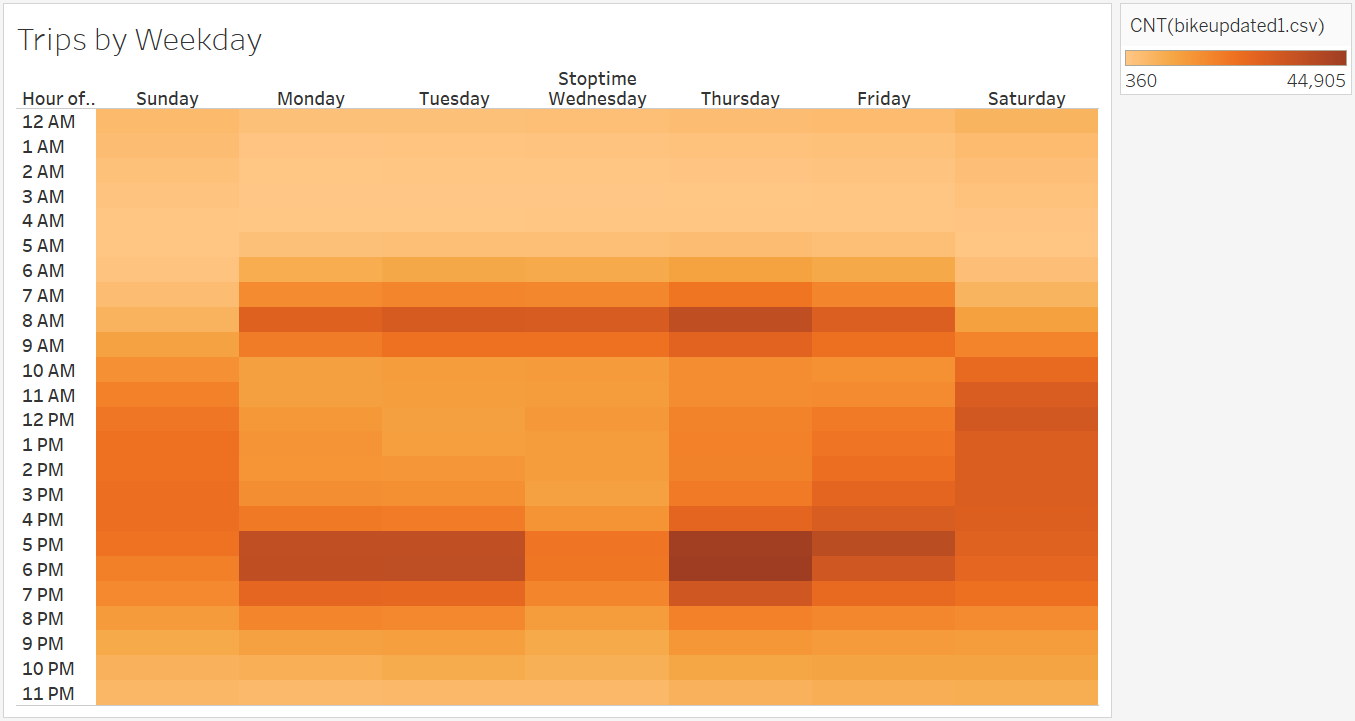 Trips by Weekday
CNT(bikeupdated1.csv)
360 44,905
Stoptime
Hour of.. Sunday Monday Tuesday Wednesday Thursday Friday Saturday
12 AM
1 AM
2 AM
3 AM
4 AM
5 AM
6 AM
7 AM
8 AM
9 AM
10 AM
11 AM
12 PM
1 PM
2 PM
3 PM
4 PM
5 PM
6 PM
7 PM
8 PM
9 PM
10 PM
11 PM